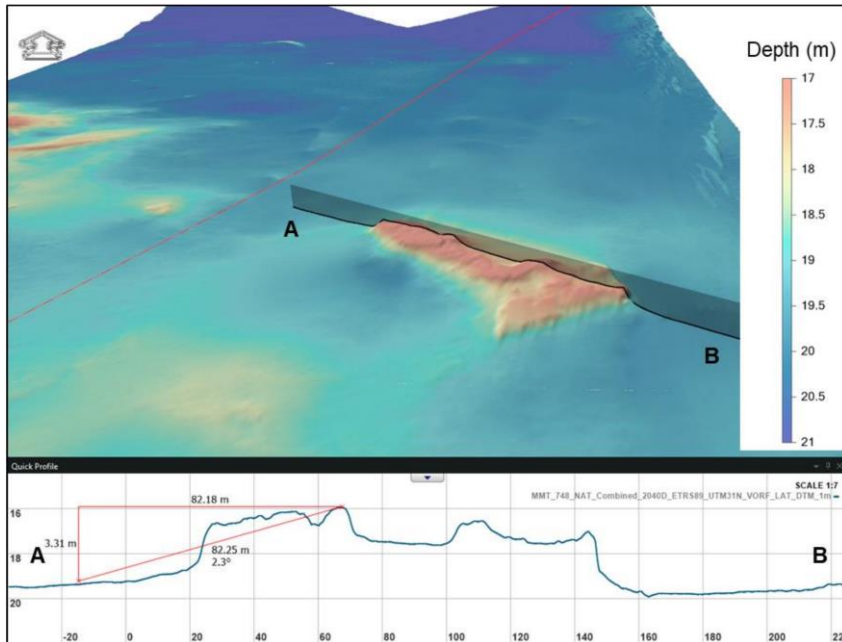 Depth (m)
17
17.5
18
18.5
19
19.5
20
20.5
21
A
B
Quick Profile
SCALE 1:7
MMT_748_NAT_Combined_2040D_ETRS89_UTM31N_VORF_LAT_DTM_1m
82.18 m
16
3.31 m
A
82.25 m
2.3º
B
18
20
-20 0 20 40 60 80 100 120 140 160 180 200 220